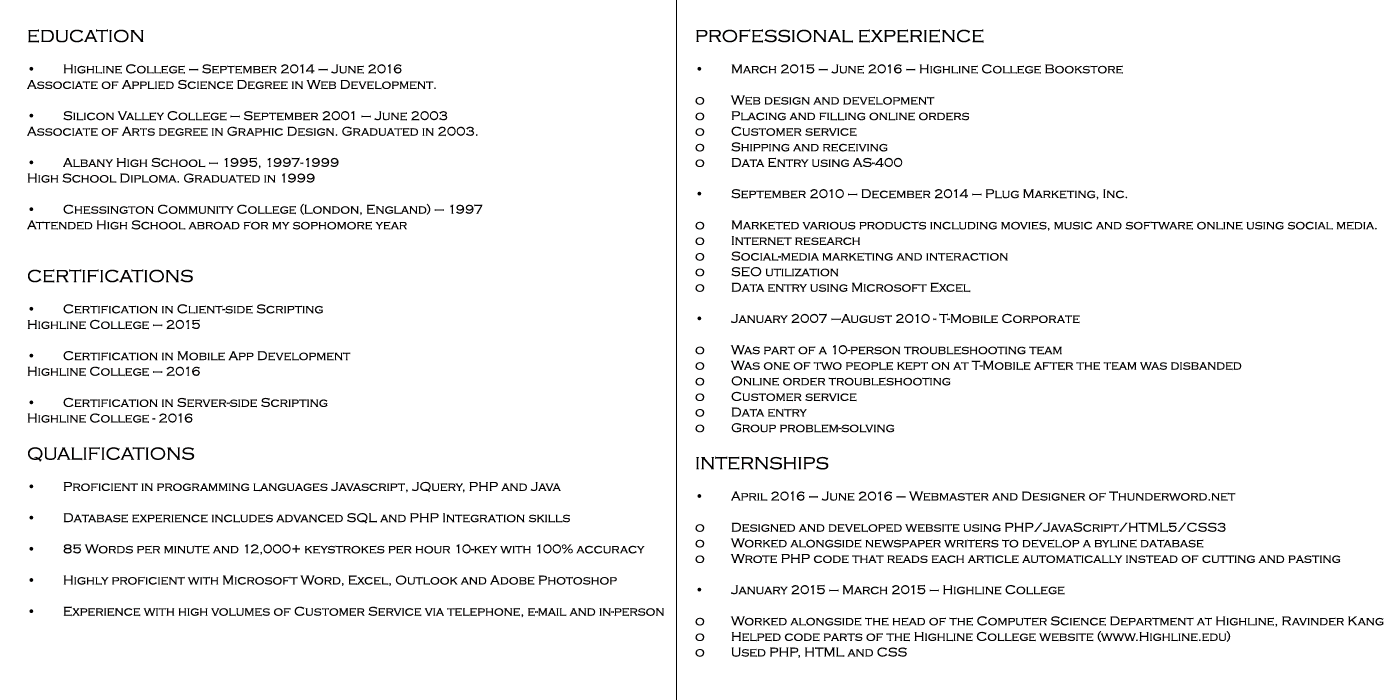 EDUCATION
• Highline College – September 2014 – June 2016
Associate of Applied Science Degree in Web Development.
• Silicon Valley College – September 2001 – June 2003
Associate of Arts degree in Graphic Design. Graduated in 2003.
• Albany High School – 1995, 1997-1999
High School Diploma. Graduated in 1999
• Chessington Community College (London, England) – 1997
Attended High School abroad for my sophomore year
CERTIFICATIONS
• Certification in Client-side Scripting
Highline College – 2015
• Certification in Mobile App Development
Highline College – 2016
• Certification in Server-side Scripting
Highline College - 2016
QUALIFICATIONS
• Proficient in programming languages Javascript, JQuery, PHP and Java
• Database experience includes advanced SQL and PHP Integration skills
• 85 Words per minute and 12,000+ keystrokes per hour 10-key with 100% accuracy
• Highly proficient with Microsoft Word, Excel, Outlook and Adobe Photoshop
• Experience with high volumes of Customer Service via telephone, e-mail and in-person
PROFESSIONAL EXPERIENCE
• March 2015 – June 2016 – Highline College Bookstore
o Web design and development
o Placing and filling online orders
o Customer service
o Shipping and receiving
o Data Entry using AS-400
• September 2010 – December 2014 – Plug Marketing, Inc.
o Marketed various products including movies, music and software online using social media.
o Internet research
o Social-media marketing and interaction
o SEO utilization
o Data entry using Microsoft Excel
• January 2007 –August 2010 - T-Mobile Corporate
o Was part of a 10-person troubleshooting team
o Was one of two people kept on at T-Mobile after the team was disbanded
o Online order troubleshooting
o Customer service
o Data entry
o Group problem-solving
INTERNSHIPS
• April 2016 – June 2016 – Webmaster and Designer of Thunderword.net
o Designed and developed website using PHP/JavaScript/HTML5/CSS3
o Worked alongside newspaper writers to develop a byline database
o Wrote PHP code that reads each article automatically instead of cutting and pasting
• January 2015 – March 2015 – Highline College
o Worked alongside the head of the Computer Science Department at Highline, Ravinder Kang
o Helped code parts of the Highline College website (www.Highline.edu)
o Used PHP, HTML and CSS